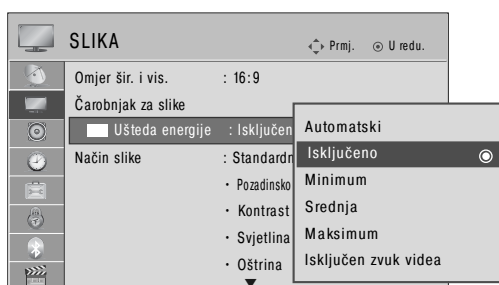 SLIKA Prmj. U redu.
Omjer šir. i vis. : 16:9
Čarobnjak za slike
Ušteda energije : Isključen
Način slike : Standardn
• Pozadinsko
• Kontrast
• Svjetlina
• Oštrina
Automatski
Isključeno
Minimum
Srednja
Maksimum
Isključen zvuk videa